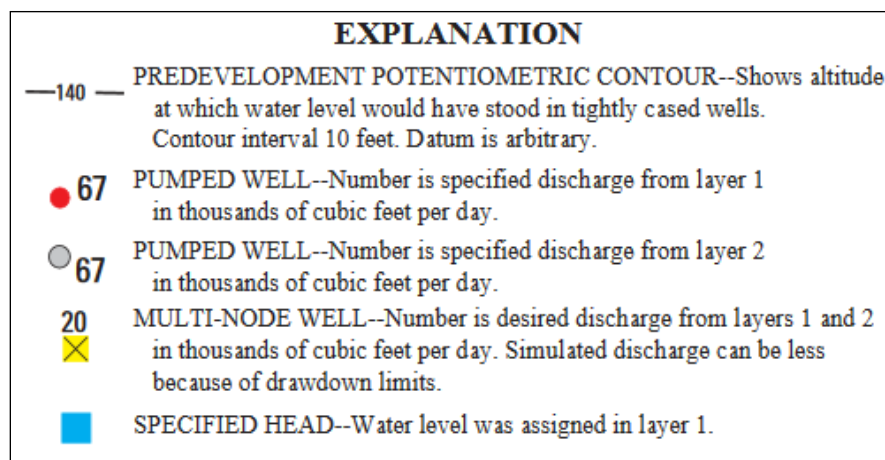 EXPLANATION
—140 — PREDEVELOPMENT POTENTIOMETRIC CONTOUR--Shows altitude
at which water level would have stood in tightly cased wells.
Contour interval 10 feet. Datum is arbitrary.
67 PUMPED WELL--Number is specified discharge from layer 1
in thousands of cubic feet per day.
67 PUMPED WELL--Number is specified discharge from layer 2
in thousands of cubic feet per day.
20 MULTI-NODE WELL--Number is desired discharge from layers 1 and 2
in thousands of cubic feet per day. Simulated discharge can be less
because of drawdown limits.
SPECIFIED HEAD--Water level was assigned in layer 1.